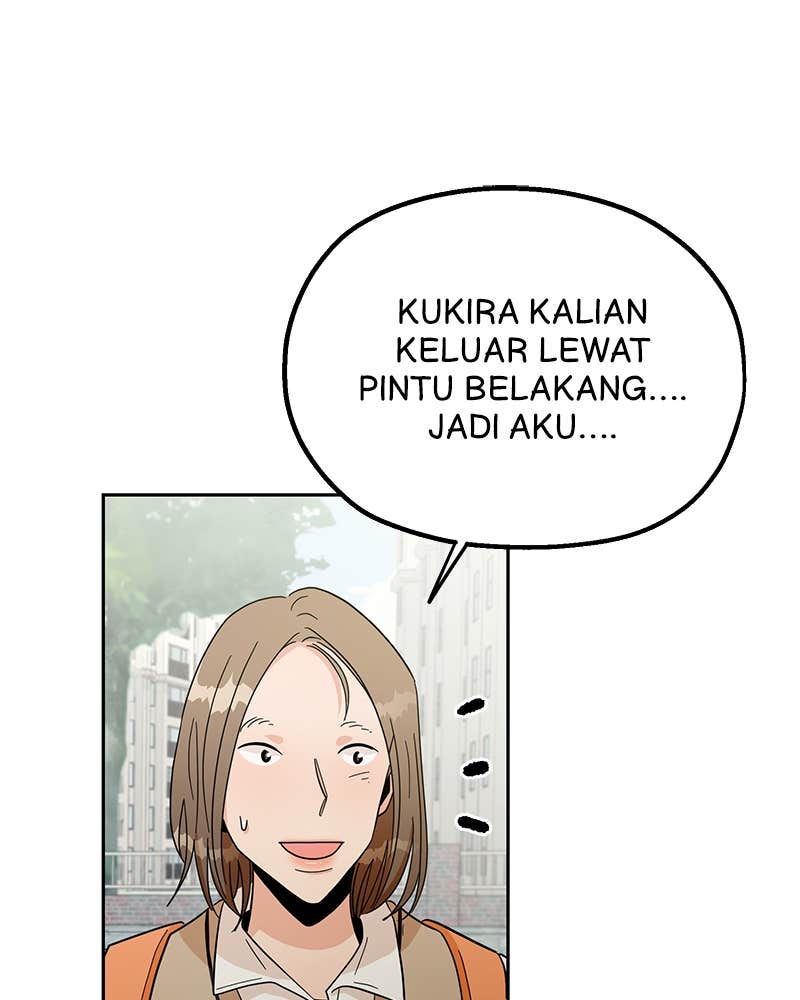 KUKIRA KALIAN
KELUAR LEWAT
PINTU BELAKANG....
JADI AKU....